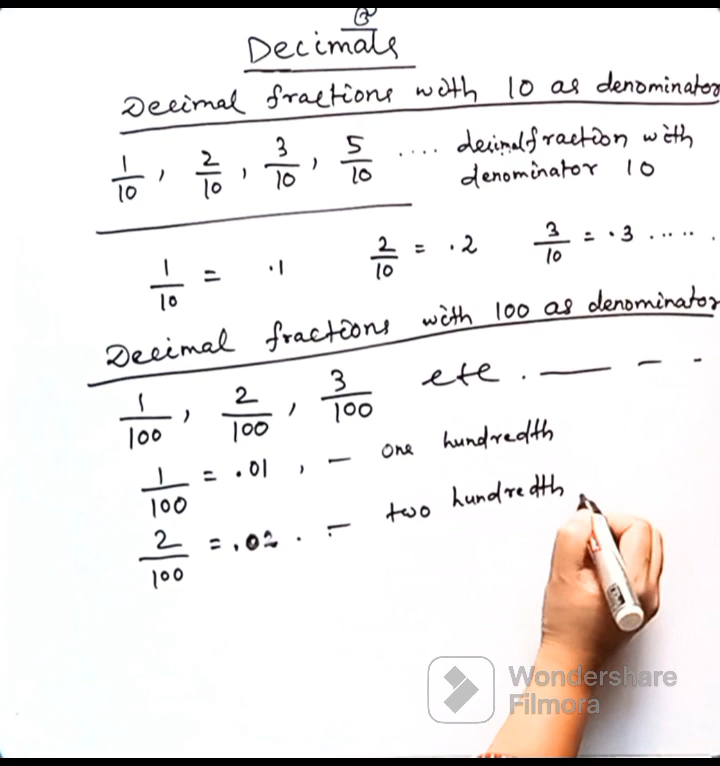 2
Decimals
Decimal fractions with 10 as denominator
1/10 , 2/10 , 3/10 , 5/10 .... decimal fraction with
denominator 10
1/10 = .1 2/10 = .2 3/10 = .3 ......
Decimal fractions with 100 as denominator
1/100 , 2/100 , 3/100 etc . — – -
1/100 = .01 , – one hundredth
2/100 = .02 . – two hundredth
Wondershare
Filmora